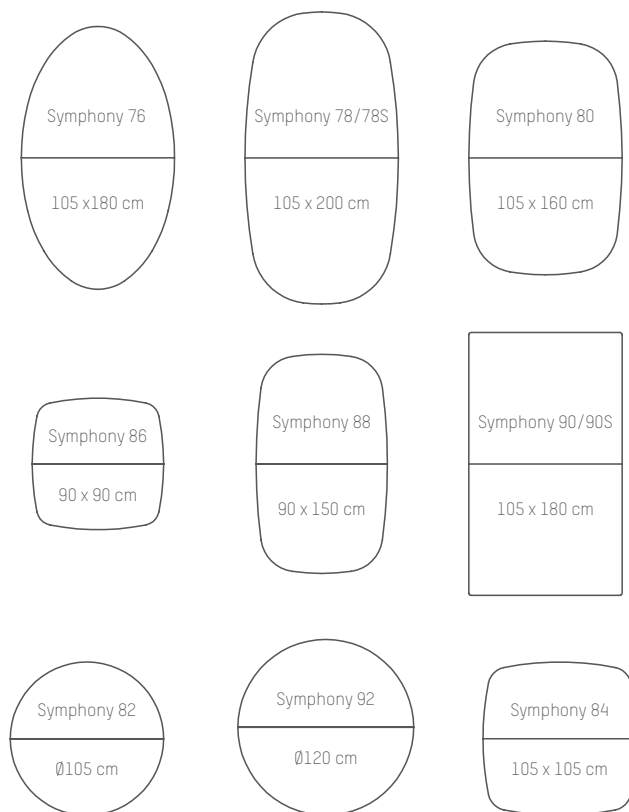 Symphony 76
105 x180 cm
Symphony 78/78S
105 x 200 cm
Symphony 80
105 x 160 cm
Symphony 86
90 x 90 cm
Symphony 88
90 x 150 cm
Symphony 90/90S
105 x 180 cm
Symphony 82
Ø105 cm
Symphony 92
Ø120 cm
Symphony 84
105 x 105 cm